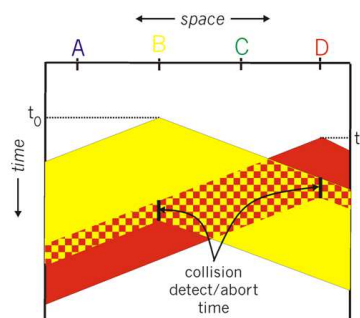 space
A B C D
t0
t
time
collision
detect/abort
time